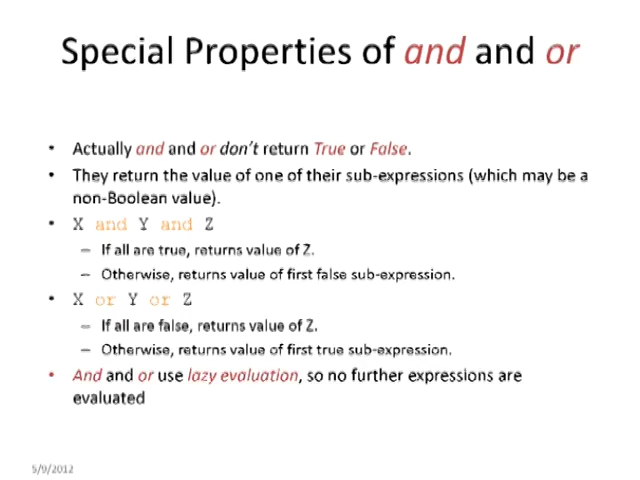 Special Properties of and and or
• Actually and and or don't return True or False.
• They return the value of one of their sub-expressions (which may be a
non-Boolean value).
• X and Y and Z
– If all are true, returns value of Z.
– Otherwise, returns value of first false sub-expression.
• X or Y or Z
– If all are false, returns value of Z.
– Otherwise, returns value of first true sub-expression.
• And and or use lazy evaluation, so no further expressions are
evaluated
5/9/2012